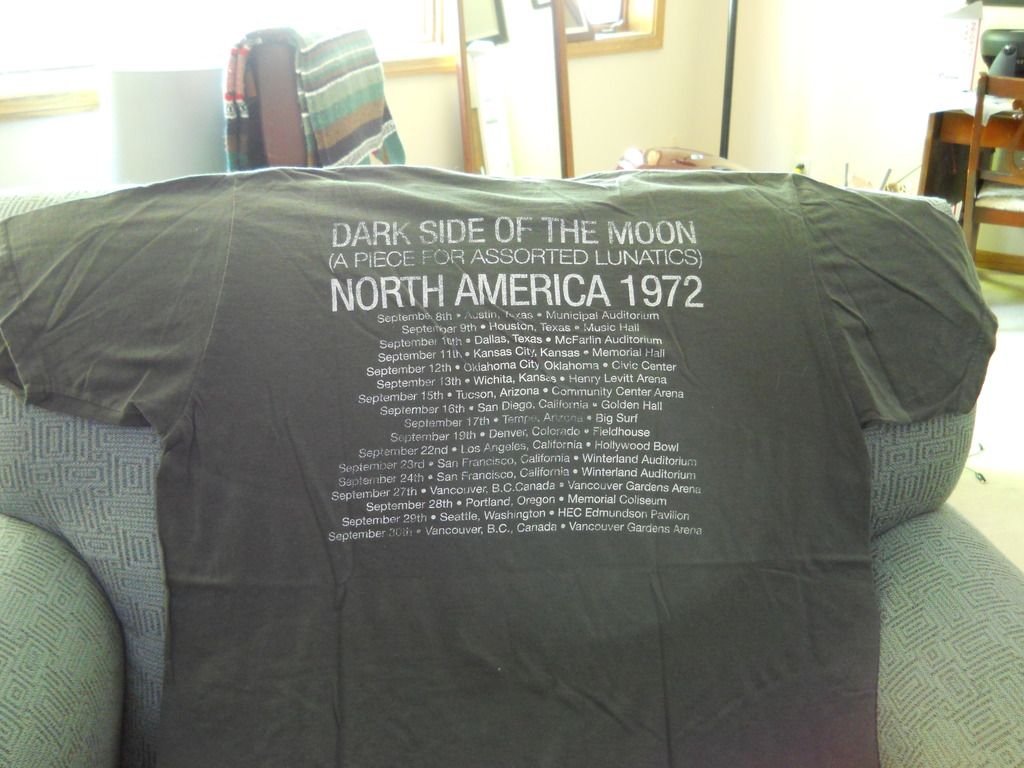 DARK SIDE OF THE MOON
(A PIECE FOR ASSORTED LUNATICS)
NORTH AMERICA 1972
September 8th • Austin, Texas • Municipal Auditorium
September 9th • Houston, Texas • Music Hall
September 10th • Dallas, Texas • McFarlin Auditorium
September 11th • Kansas City, Kansas • Memorial Hall
September 12th • Oklahoma City, Oklahoma • Civic Center
September 13th • Wichita, Kansas • Henry Levitt Arena
September 15th • Tucson, Arizona • Community Center Arena
September 16th • San Diego, California • Golden Hall
September 17th • Tempe, Arizona • Big Surf
September 19th • Denver, Colorado • Fieldhouse
September 22nd • Los Angeles, California • Hollywood Bowl
September 23rd • San Francisco, California • Winterland Auditorium
September 24th • San Francisco, California • Winterland Auditorium
September 27th • Vancouver, B.C.Canada • Vancouver Gardens Arena
September 28th • Portland, Oregon • Memorial Coliseum
September 29th • Seattle, Washington • HEC Edmundson Pavilion
September 30th • Vancouver, B.C., Canada • Vancouver Gardens Arena